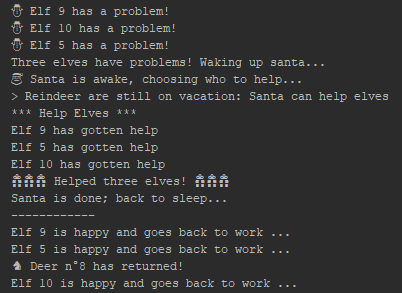 ☃ Elf 9 has a problem!
☃ Elf 10 has a problem!
☃ Elf 5 has a problem!
Three elves have problems! Waking up santa...
🎅 Santa is awake, choosing who to help...
> Reindeer are still on vacation: Santa can help elves
*** Help Elves ***
Elf 9 has gotten help
Elf 5 has gotten help
Elf 10 has gotten help
Helped three elves!
Santa is done; back to sleep...
------------
Elf 9 is happy and goes back to work ...
Elf 5 is happy and goes back to work ...
♞ Deer n°8 has returned!
Elf 10 is happy and goes back to work ...